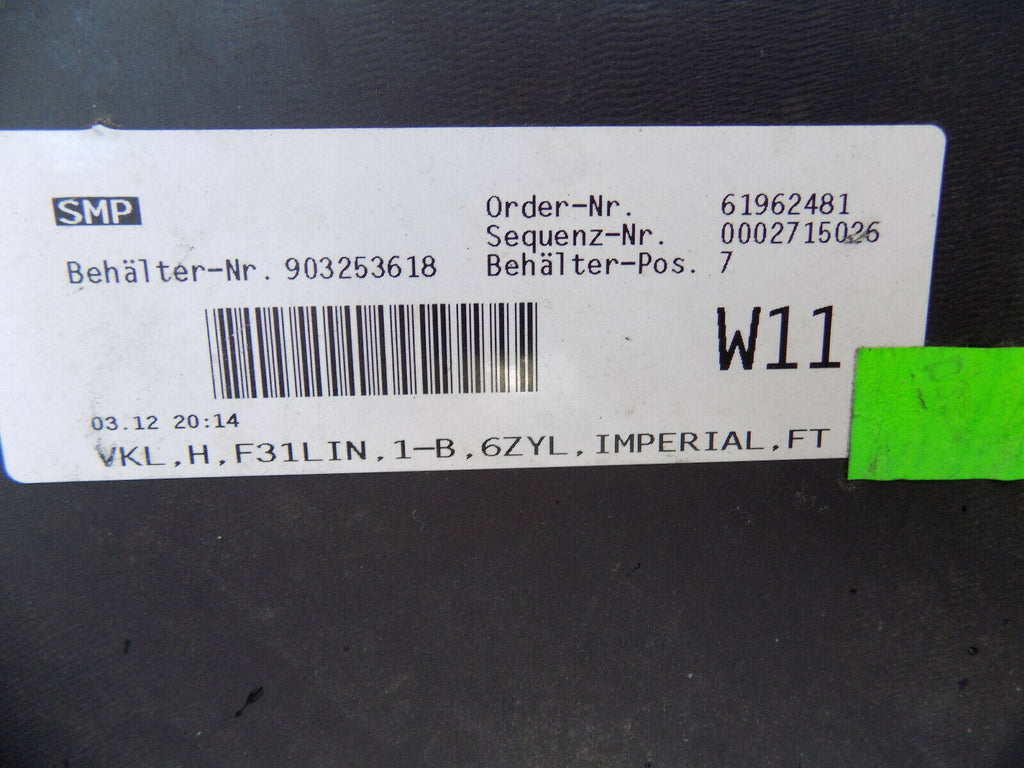 SMP
Order-Nr. 61962481
Sequenz-Nr. 0002715026
Behälter-Nr. 903253618 Behälter-Pos. 7
W11
03.12 20:14
VKL,H,F31LIN,1-B,6ZYL,IMPERIAL,FT